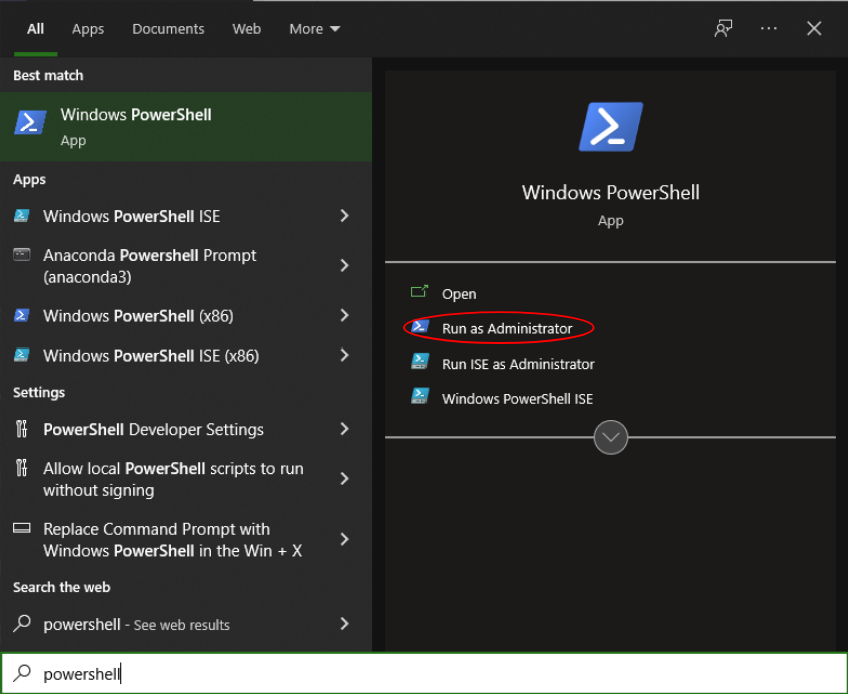 All Apps Documents Web More
Best match
Windows PowerShell
App
Apps
Windows PowerShell ISE
Anaconda Powershell Prompt
(anaconda3)
Windows PowerShell (x86)
Windows PowerShell ISE (x86)
Settings
PowerShell Developer Settings
Allow local PowerShell scripts to run
without signing
Replace Command Prompt with
Windows PowerShell in the Win + X
Search the web
powershell - See web results
powershell
Windows PowerShell
App
Open
Run as Administrator
Run ISE as Administrator
Windows PowerShell ISE